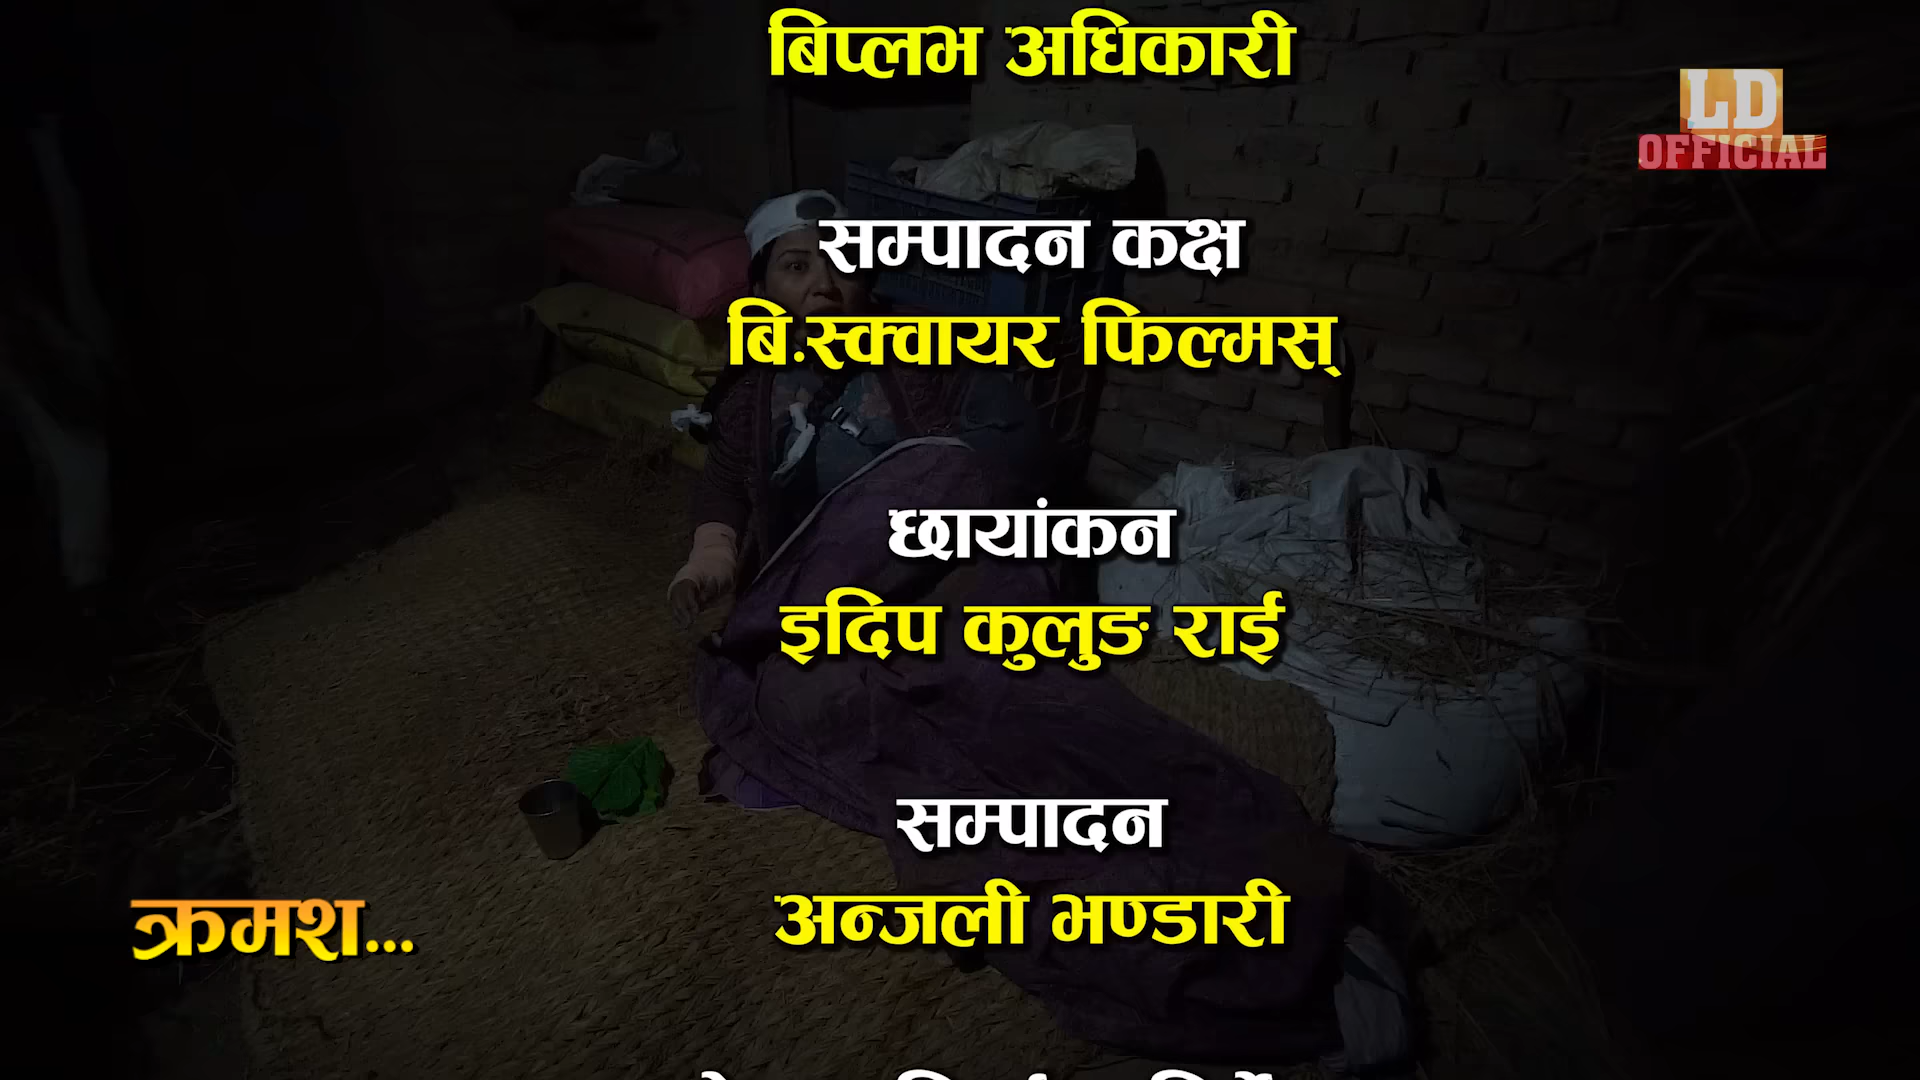 बिप्लभ अधिकारी
LD
OFFICIAL
सम्पादन कक्ष
बि.स्क्वायर फिल्मस्
छायांकन
इदिप कुलुङ राई
सम्पादन
अन्जली भण्डारी
क्रमश...